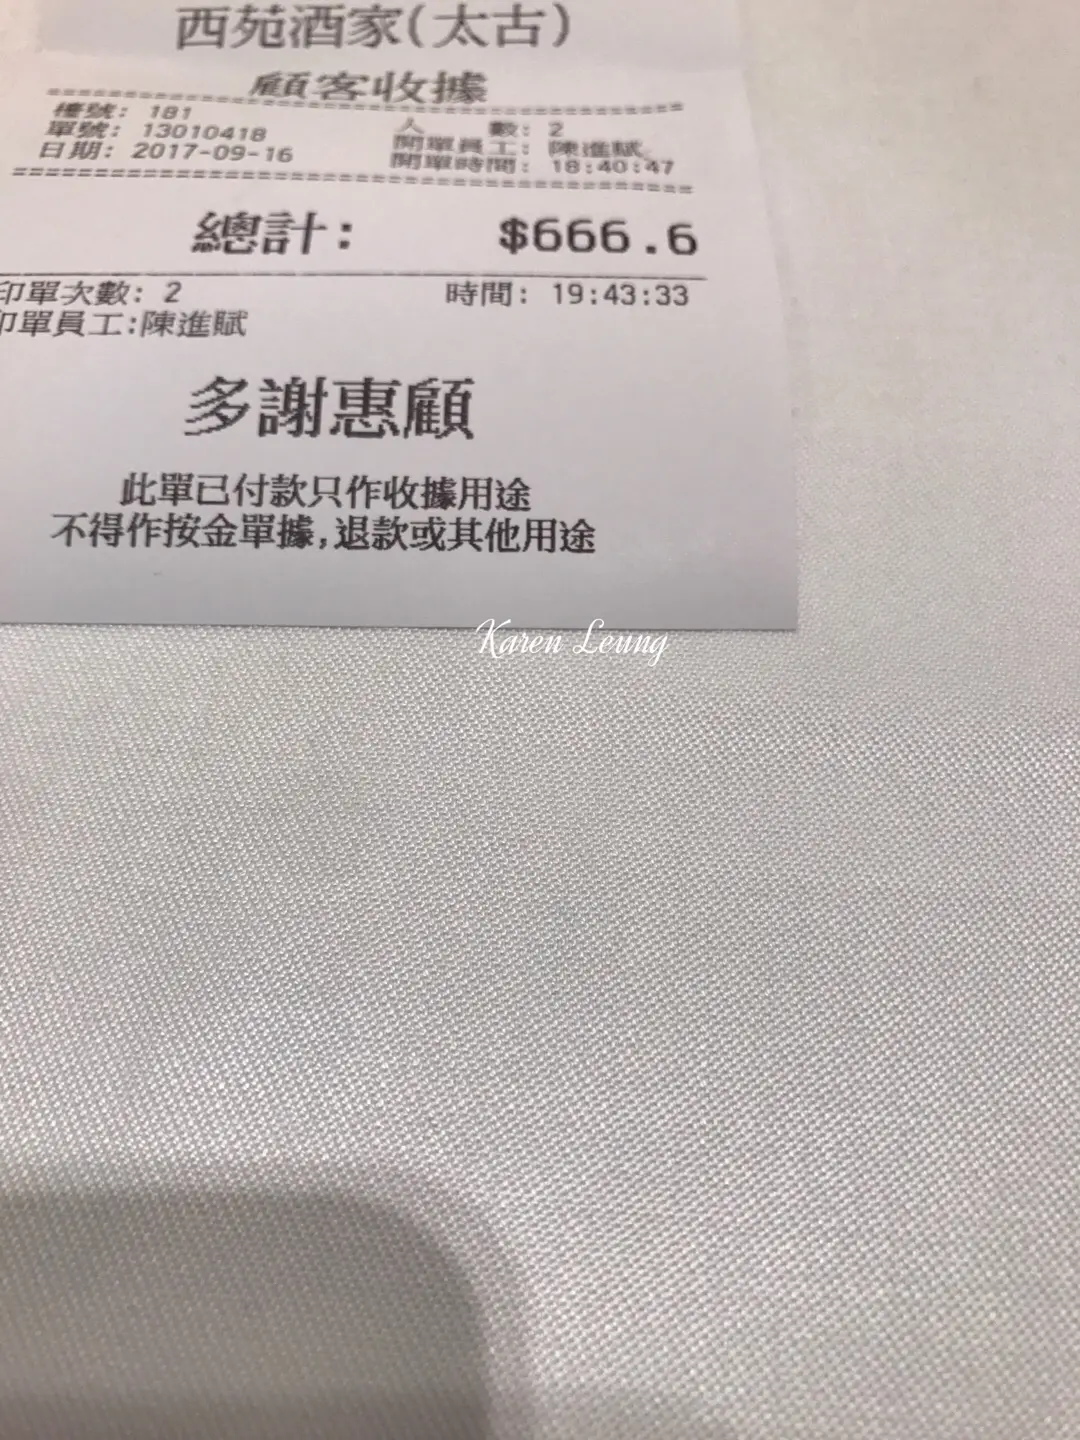 西苑酒家(太古)
顧客收據
檯號: 181
人 數: 2
單號: 13010418
開單員工: 陳進賦
日期: 2017-09-16
開單時間: 18:40:47
總計: $666.6
印單次數: 2
時間: 19:43:33
印單員工:陳進賦
多謝惠顧
此單已付款只作收據用途
不得作按金單據,退款或其他用途
Karen Leung